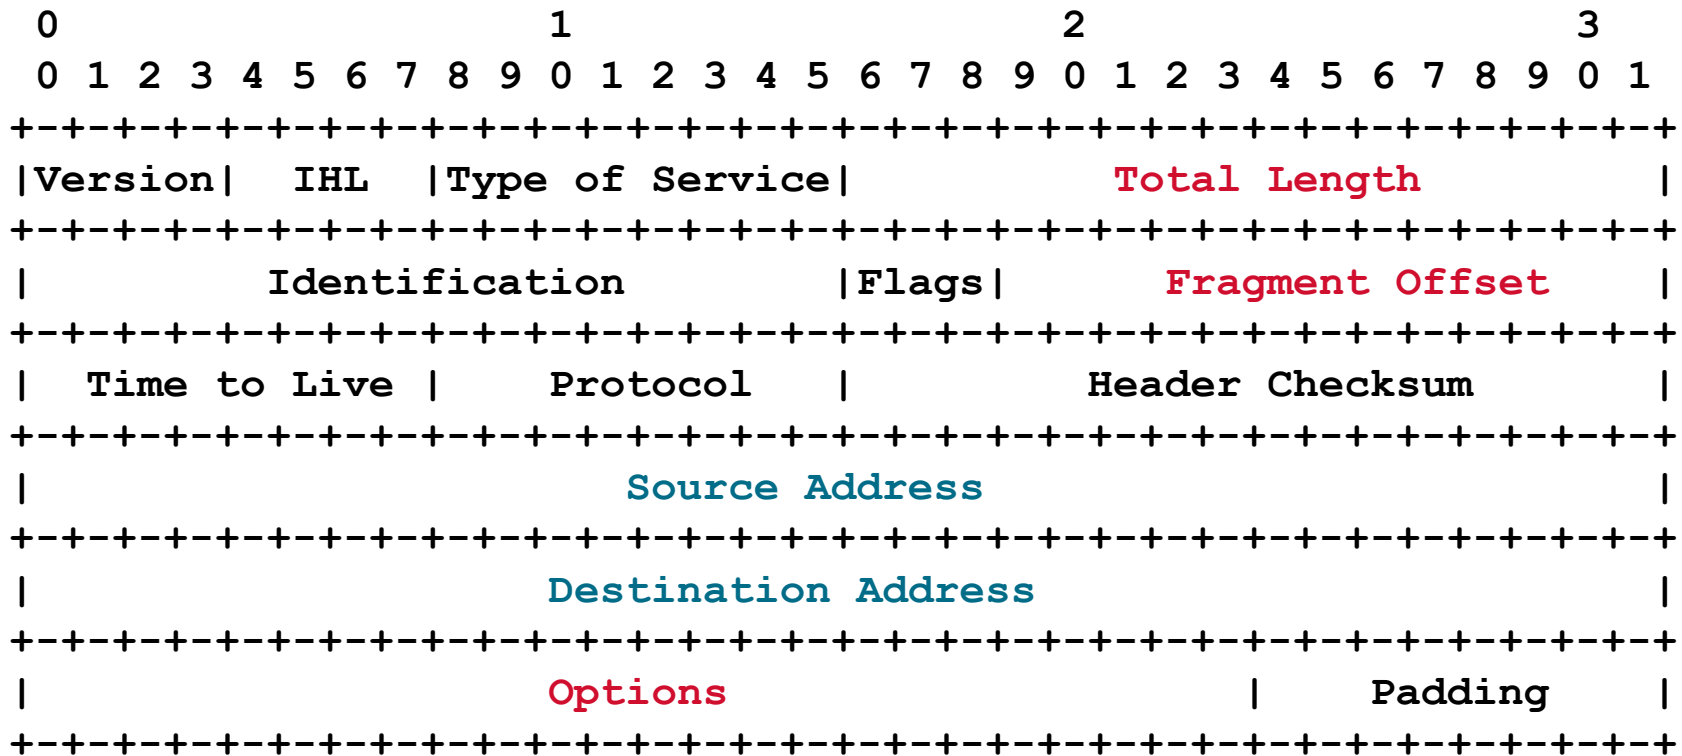 0                   1                   2                   3
 0 1 2 3 4 5 6 7 8 9 0 1 2 3 4 5 6 7 8 9 0 1 2 3 4 5 6 7 8 9 0 1
+-+-+-+-+-+-+-+-+-+-+-+-+-+-+-+-+-+-+-+-+-+-+-+-+-+-+-+-+-+-+-+-+
|Version|  IHL  |Type of Service|          Total Length         |
+-+-+-+-+-+-+-+-+-+-+-+-+-+-+-+-+-+-+-+-+-+-+-+-+-+-+-+-+-+-+-+-+
|         Identification        |Flags|      Fragment Offset    |
+-+-+-+-+-+-+-+-+-+-+-+-+-+-+-+-+-+-+-+-+-+-+-+-+-+-+-+-+-+-+-+-+
|  Time to Live |    Protocol   |         Header Checksum       |
+-+-+-+-+-+-+-+-+-+-+-+-+-+-+-+-+-+-+-+-+-+-+-+-+-+-+-+-+-+-+-+-+
|                       Source Address                          |
+-+-+-+-+-+-+-+-+-+-+-+-+-+-+-+-+-+-+-+-+-+-+-+-+-+-+-+-+-+-+-+-+
|                    Destination Address                        |
+-+-+-+-+-+-+-+-+-+-+-+-+-+-+-+-+-+-+-+-+-+-+-+-+-+-+-+-+-+-+-+-+
|                    Options                    |    Padding    |
+-+-+-+-+-+-+-+-+-+-+-+-+-+-+-+-+-+-+-+-+-+-+-+-+-+-+-+-+-+-+-+-+